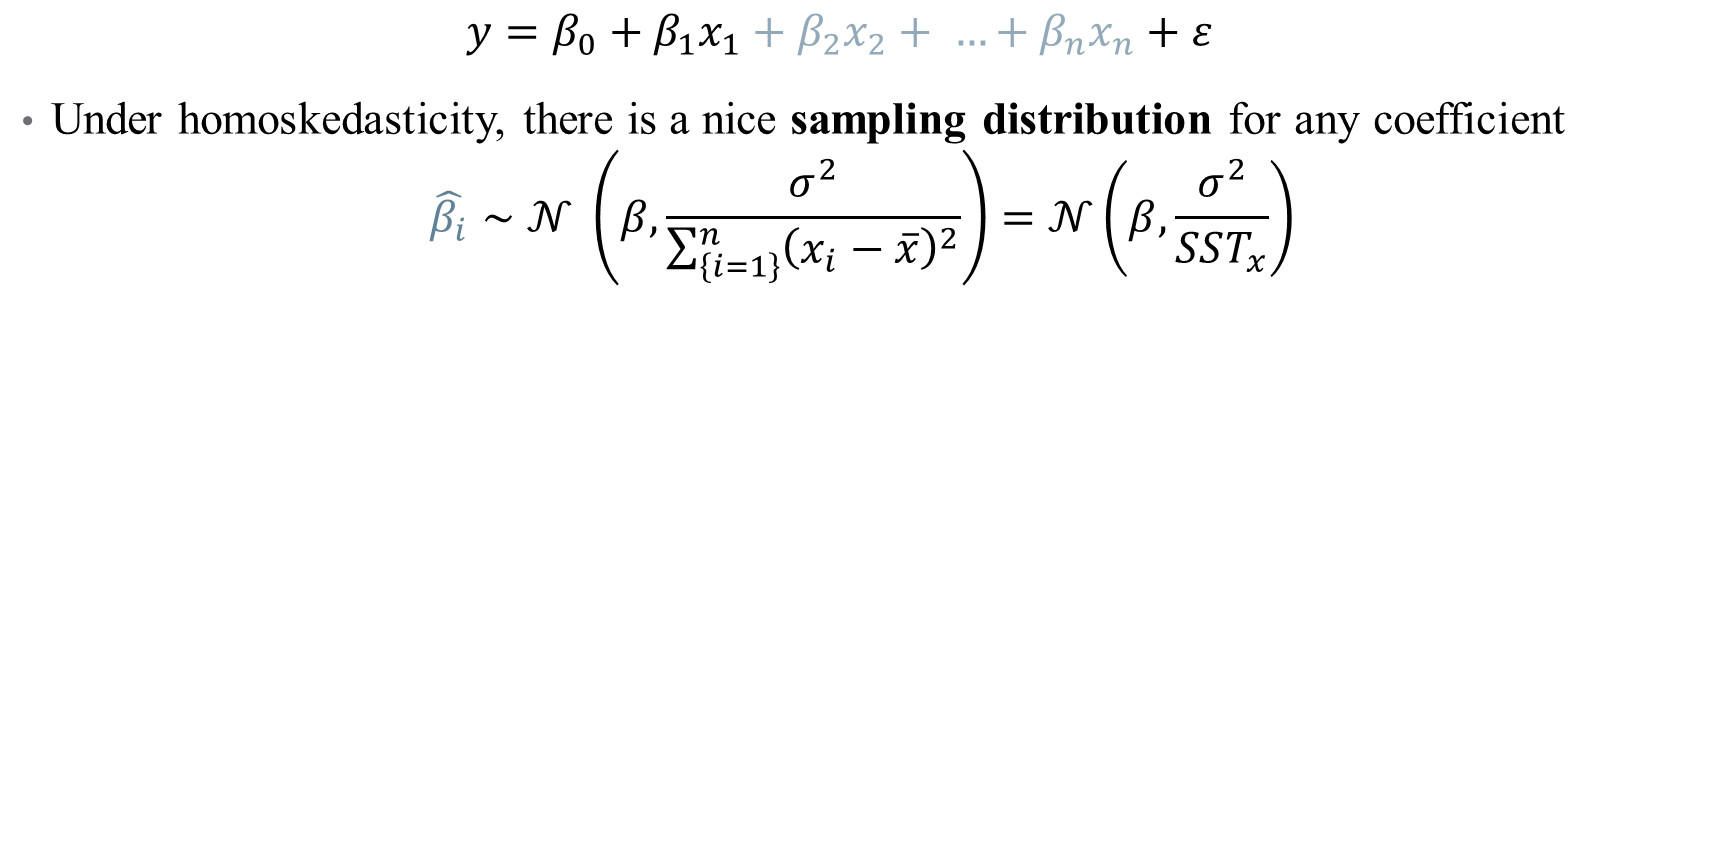 y = β₀ + β₁x₁ + β₂x₂ + … + βₙxₙ + ε
• Under homoskedasticity, there is a nice sampling distribution for any coefficient
β̂ᵢ ~ 𝒩 (β, σ² / ∑ⁿ_{i=1}(xᵢ − x̄)²) = 𝒩 (β, σ² / SSTₓ)